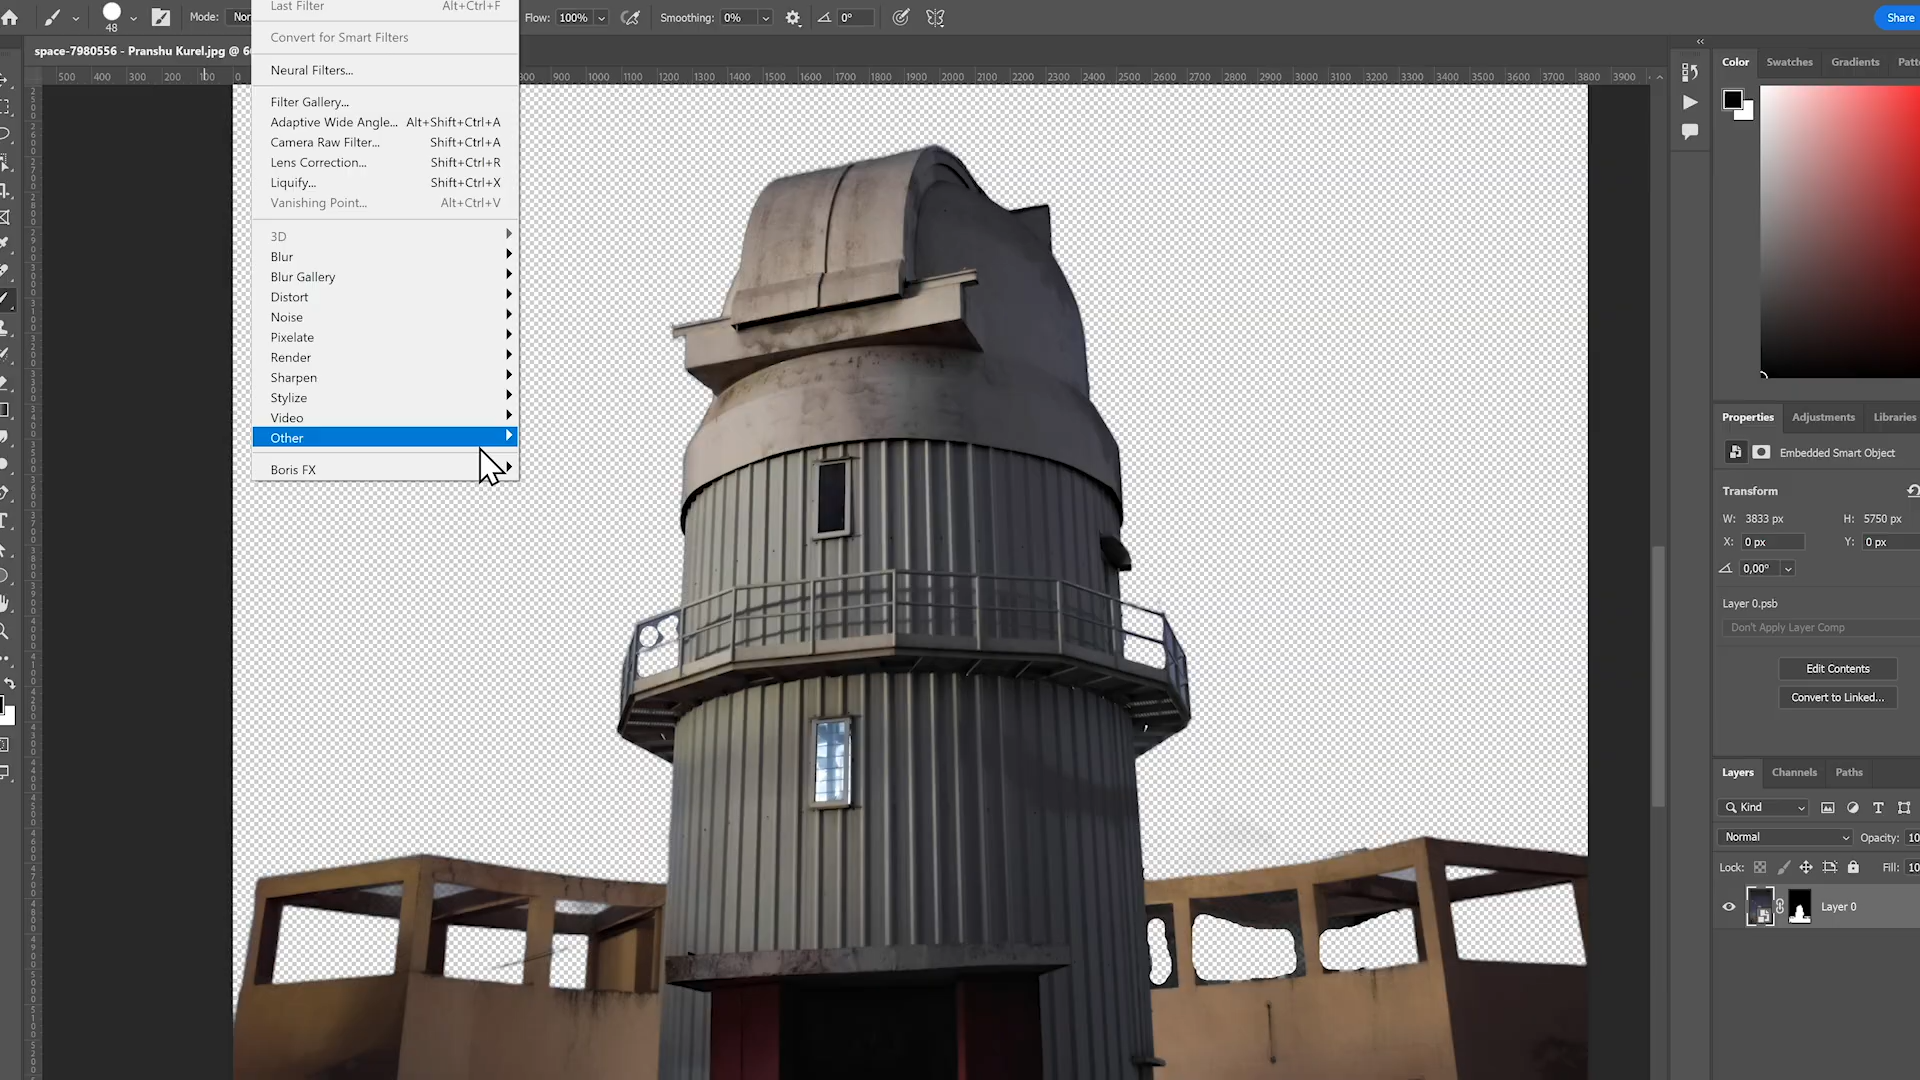 48
Mode:
Flow: 100%
Smoothing: 0%
0°
Share
space-7980556 - Pranshu Kurel.jpg @
Last Filter Alt+Ctrl+F
Convert for Smart Filters
Neural Filters...
Filter Gallery...
Adaptive Wide Angle... Alt+Shift+Ctrl+A
Camera Raw Filter... Shift+Ctrl+A
Lens Correction... Shift+Ctrl+R
Liquify... Shift+Ctrl+X
Vanishing Point... Alt+Ctrl+V
3D
Blur
Blur Gallery
Distort
Noise
Pixelate
Render
Sharpen
Stylize
Video
Other
Boris FX
500 400 300 200 100 0 800 900 1000 1100 1200 1300 1400 1500 1600 1700 1800 1900 2000 2100 2200 2300 2400 2500 2600 2700 2800 2900 3000 3100 3200 3300 3400 3500 3600 3700 3800 3900
Color Swatches Gradients
Properties Adjustments Libraries
Embedded Smart Object
Transform
W: 3833 px H: 5750 px
X: 0 px Y: 0 px
0,00°
Layer 0.psb
Don't Apply Layer Comp
Edit Contents
Convert to Linked...
Layers Channels Paths
Kind
Normal Opacity:
Lock: Fill:
Layer 0